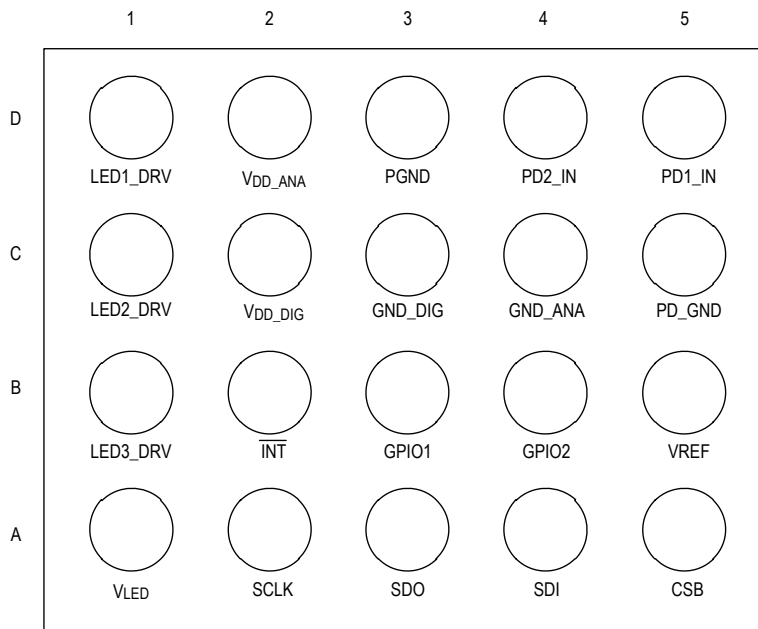 1 2 3 4 5
D
LED1_DRV VDD_ANA PGND PD2_IN PD1_IN
C
LED2_DRV VDD_DIG GND_DIG GND_ANA PD_GND
B
LED3_DRV INT GPIO1 GPIO2 VREF
A
VLED SCLK SDO SDI CSB